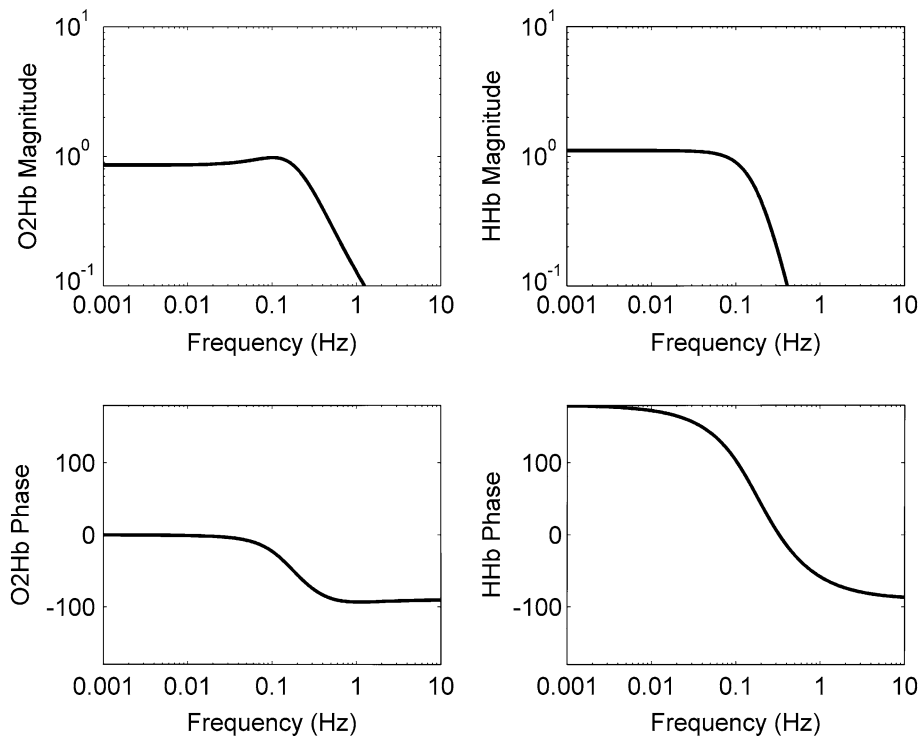 O2Hb Magnitude
10^1
10^0
10^-1
0.001 0.01 0.1 1 10
Frequency (Hz)
HHb Magnitude
10^1
10^0
10^-1
0.001 0.01 0.1 1 10
Frequency (Hz)
O2Hb Phase
100
0
-100
0.001 0.01 0.1 1 10
Frequency (Hz)
HHb Phase
100
0
-100
0.001 0.01 0.1 1 10
Frequency (Hz)